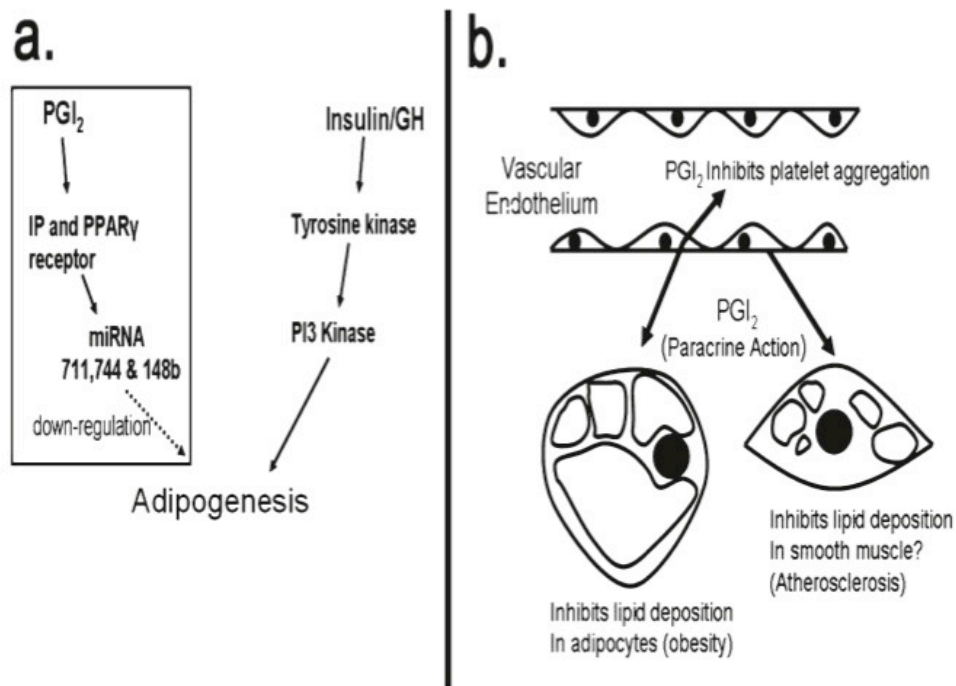 a.
PGI₂
IP and PPARγ
receptor
miRNA
711,744 & 148b
down-regulation
Insulin/GH
Tyrosine kinase
PI3 Kinase
Adipogenesis
b.
Vascular
Endothelium
PGI₂ Inhibits platelet aggregation
PGI₂
(Paracrine Action)
Inhibits lipid deposition
In adipocytes (obesity)
Inhibits lipid deposition
In smooth muscle?
(Atherosclerosis)